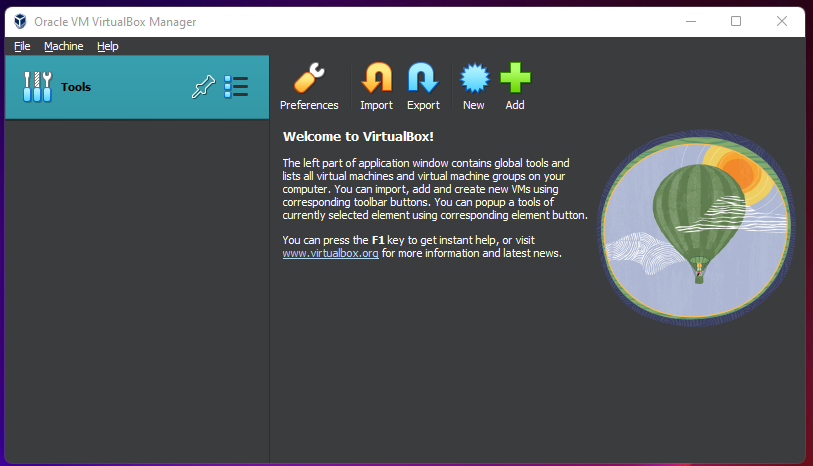 Oracle VM VirtualBox Manager
File Machine Help
Tools
Preferences Import Export New Add
Welcome to VirtualBox!
The left part of application window contains global tools and
lists all virtual machines and virtual machine groups on your
computer. You can import, add and create new VMs using
corresponding toolbar buttons. You can popup a tools of
currently selected element using corresponding element button.
You can press the F1 key to get instant help, or visit
www.virtualbox.org for more information and latest news.